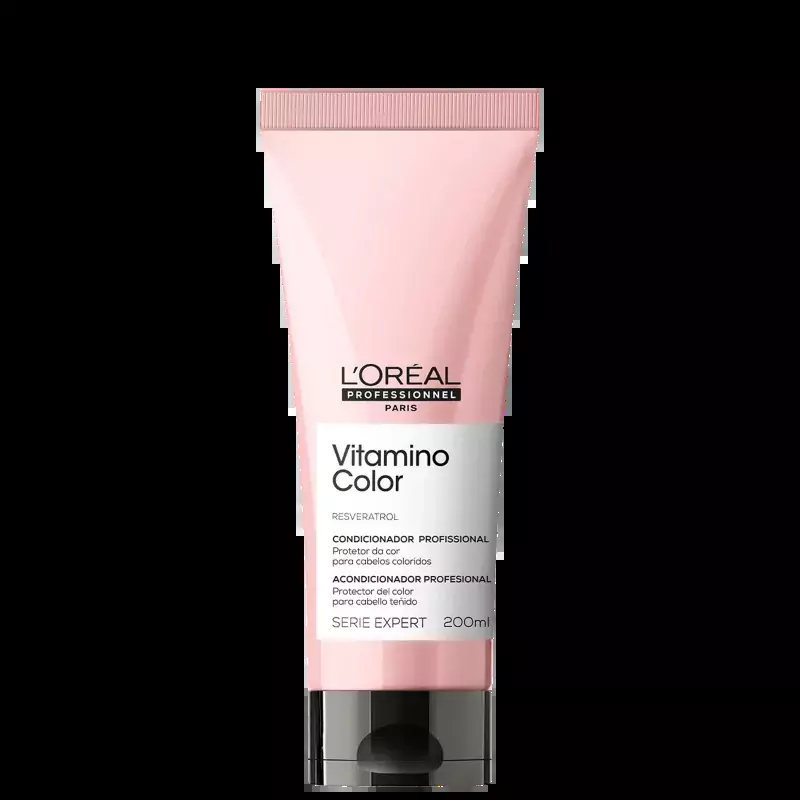 L'ORÉAL
PROFESSIONNEL
PARIS
Vitamino
Color
RESVERATROL
CONDICIONADOR PROFISSIONAL
Protetor da cor
para cabelos coloridos
ACONDICIONADOR PROFESIONAL
Protector del color
para cabello teñido
SERIE EXPERT 200ml